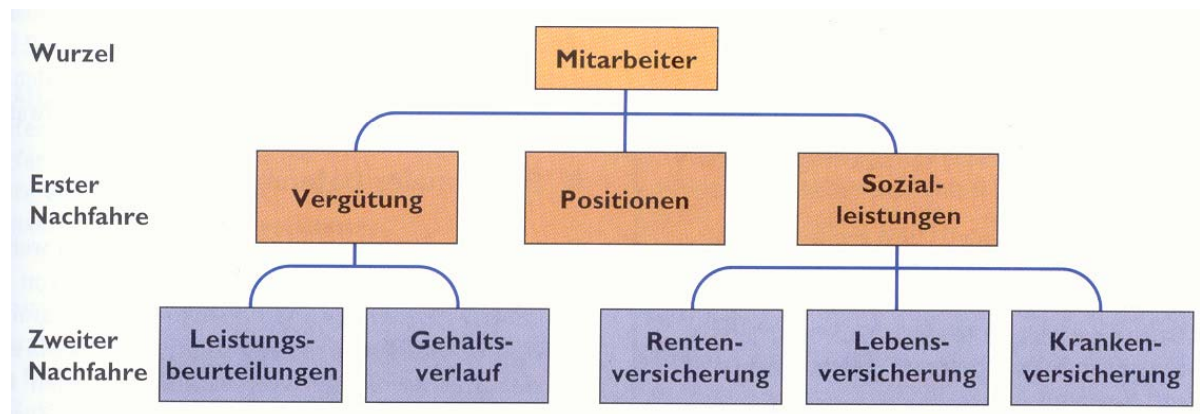 Wurzel
Mitarbeiter
Erster
Nachfahre
Vergütung
Positionen
Sozial-
leistungen
Zweiter
Nachfahre
Leistungs-
beurteilungen
Gehalts-
verlauf
Renten-
versicherung
Lebens-
versicherung
Kranken-
versicherung